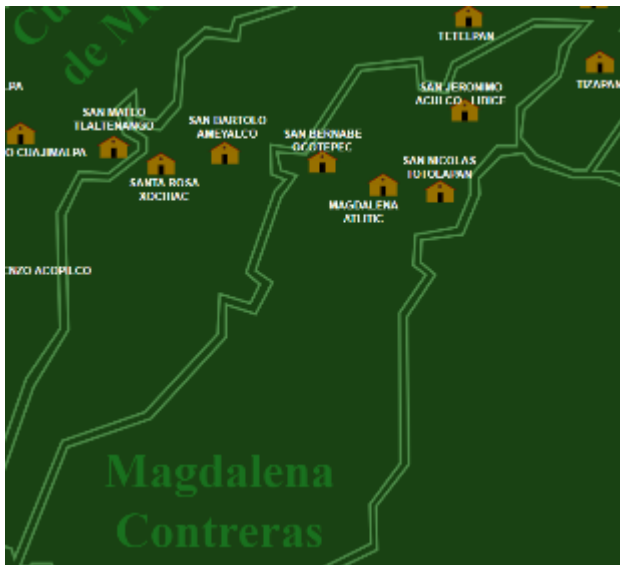 Cu
de M
TETELPAN
TIZAPAN
LPA
SAN JERONIMO
ACULCO - LIDICE
SAN MATEO
TLALTENANGO
SAN BARTOLO
AMEYALCO
SAN BERNABE
OCOTEPEC
O CUAJIMALPA
SANTA ROSA
XOCHIAC
SAN NICOLAS
TOTOLAPAN
MAGDALENA
ATLITIC
ENZO ACOPILCO
Magdalena
Contreras